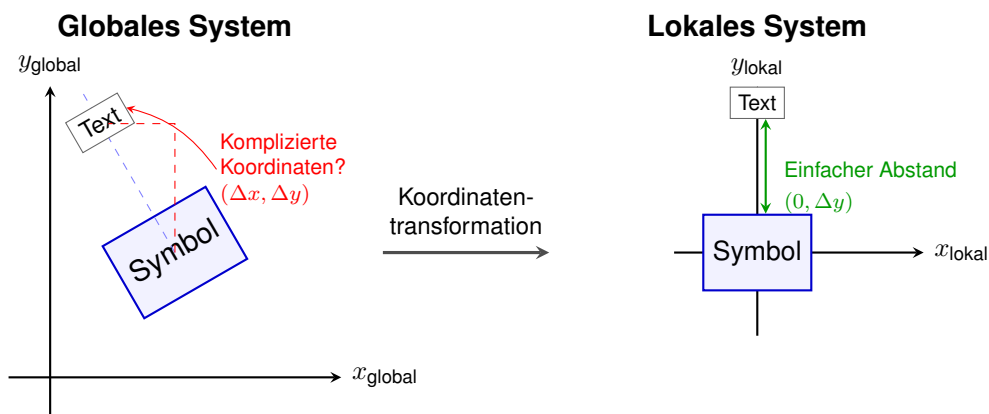 Globales System
y_global
Text
Komplizierte
Koordinaten?
(Δx, Δy)
Symbol
x_global
Koordinaten-
transformation
Lokales System
y_lokal
Text
Einfacher Abstand
(0, Δy)
Symbol
x_lokal